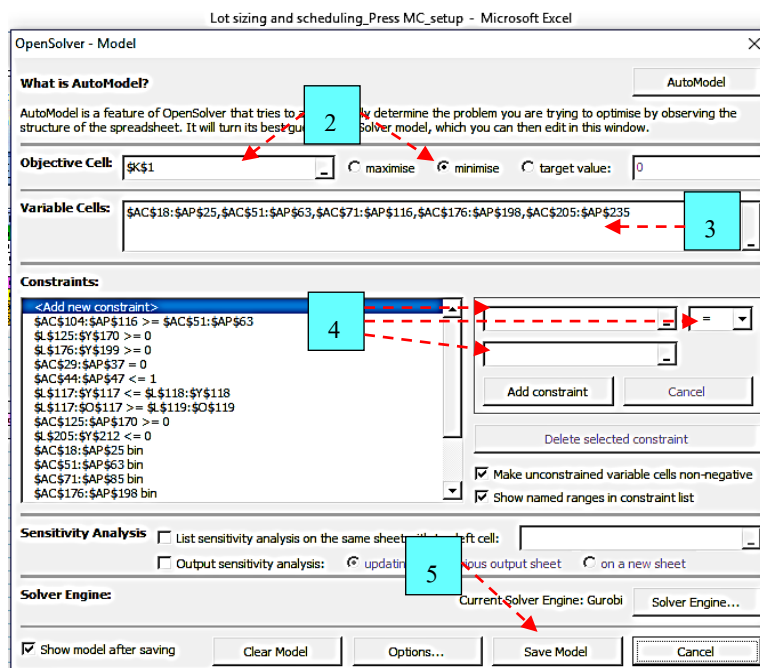 Lot sizing and scheduling_Press MC_setup - Microsoft Excel
OpenSolver - Model
What is AutoModel?
AutoModel
AutoModel is a feature of OpenSolver that tries to determine the problem you are trying to optimise by observing the
structure of the spreadsheet. It will turn its best Solver model, which you can then edit in this window.
2
Objective Cell:
$K$1
maximise
minimise
target value:
0
Variable Cells:
$AC$18:$AP$25,$AC$51:$AP$63,$AC$71:$AP$116,$AC$176:$AP$198,$AC$205:$AP$235
3
Constraints:
<Add new constraint>
$AC$104:$AP$116 >= $AC$51:$AP$63
$L$125:$Y$170 >= 0
$L$176:$Y$199 >= 0
$AC$29:$AP$37 = 0
$AC$44:$AP$47 <= 1
$L$117:$Y$117 <= $L$118:$Y$118
$L$117:$O$117 >= $L$119:$O$119
$AC$125:$AP$170 >= 0
$L$205:$Y$212 <= 0
$AC$18:$AP$25 bin
$AC$51:$AP$63 bin
$AC$71:$AP$85 bin
$AC$176:$AP$198 bin
4
=
Add constraint
Cancel
Delete selected constraint
Make unconstrained variable cells non-negative
Show named ranges in constraint list
Sensitivity Analysis
List sensitivity analysis on the same sheet cell:
Output sensitivity analysis:
output sheet
on a new sheet
5
Solver Engine:
Current Solver Engine: Gurobi
Solver Engine...
Show model after saving
Clear Model
Options...
Save Model
Cancel